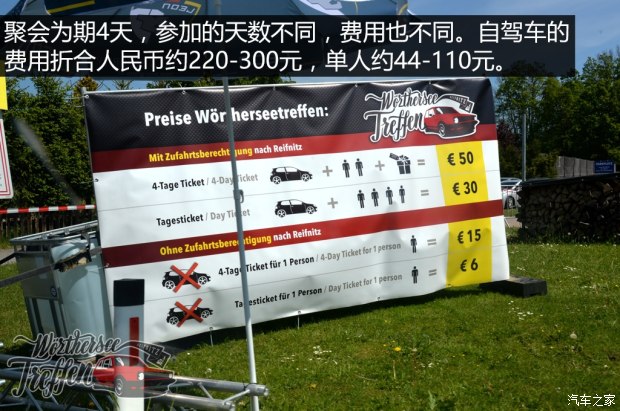 聚会为期4天，参加的天数不同，费用也不同。自驾车的
费用折合人民币约220-300元，单人约44-110元。
Preise Wörtherseetreffen:
Wörthersee
Treffen
Mit Zufahrtsberechtigung nach Reifnitz
4-Tage Ticket / 4-Day Ticket + + = € 50
Tagesticket / Day Ticket + = € 30
Ohne Zufahrtsberechtigung nach Reifnitz
4-Tage Ticket für 1 Person / 4-Day Ticket for 1 person = € 15
Tagesticket für 1 Person / Day Ticket for 1 Person = € 6
Wörthersee
Treffen
汽车之家